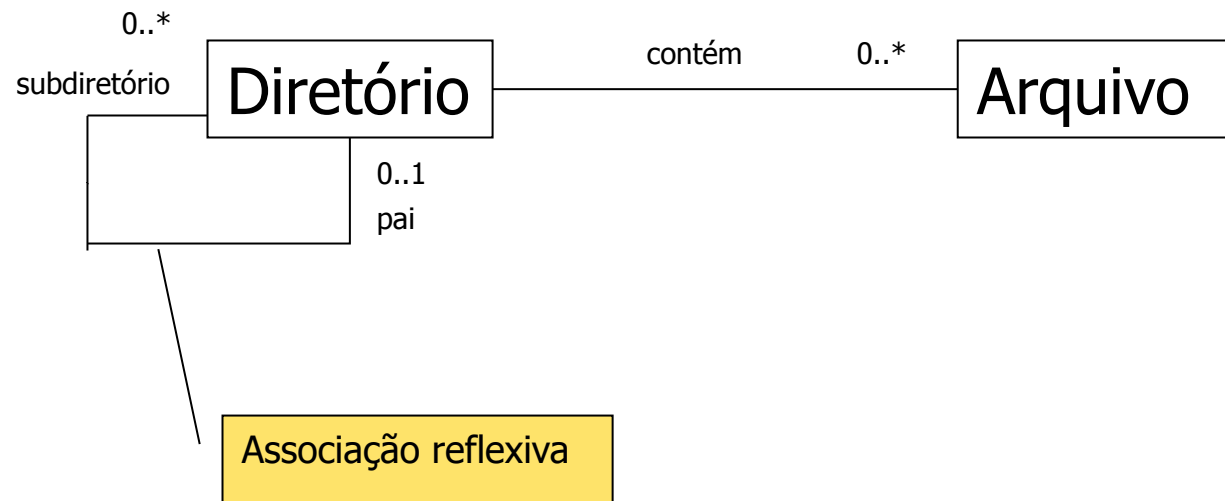 0..*
subdiretório
Diretório
contém
0..*
Arquivo
0..1
pai
Associação reflexiva